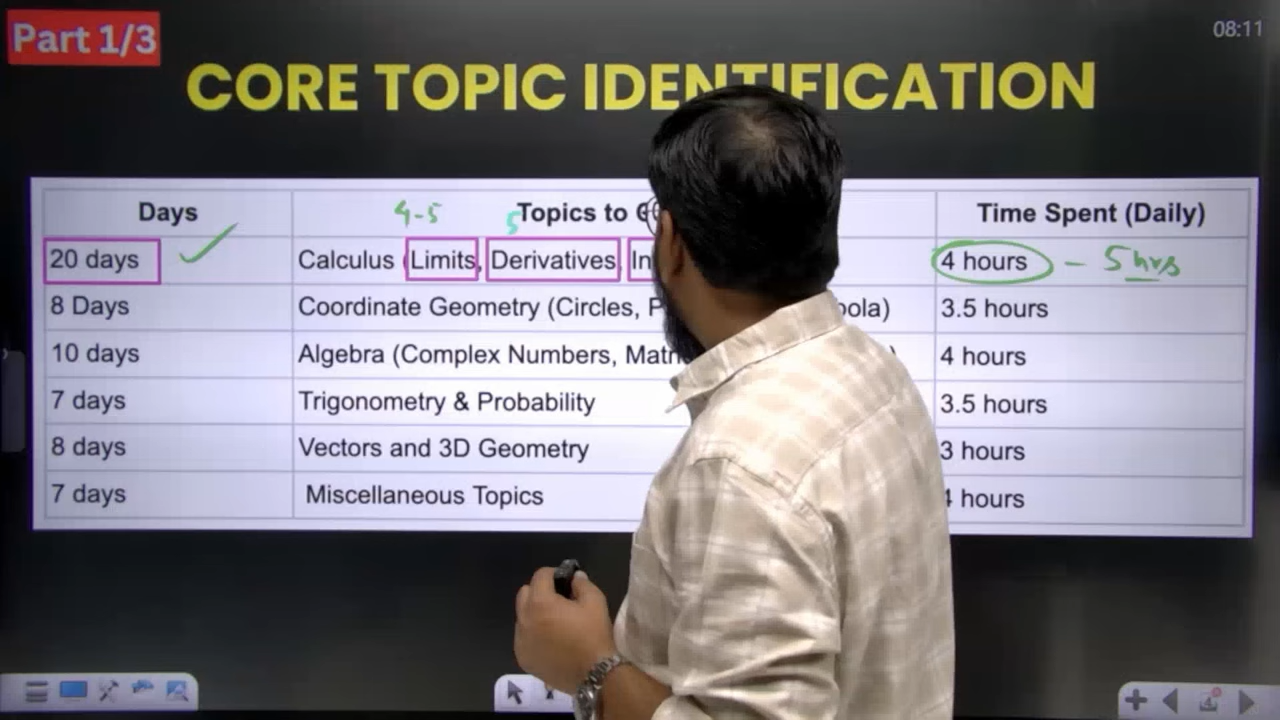 Part 1/3
08:11
CORE TOPIC IDENTIFICATION
Days
4-5
5
Topics to
Time Spent (Daily)
20 days
Calculus (Limits, Derivatives, In
4 hours – 5 hrs
8 Days
Coordinate Geometry (Circles,
3.5 hours
10 days
Algebra (Complex Numbers,
4 hours
7 days
Trigonometry & Probability
3.5 hours
8 days
Vectors and 3D Geometry
3 hours
7 days
Miscellaneous Topics
4 hours